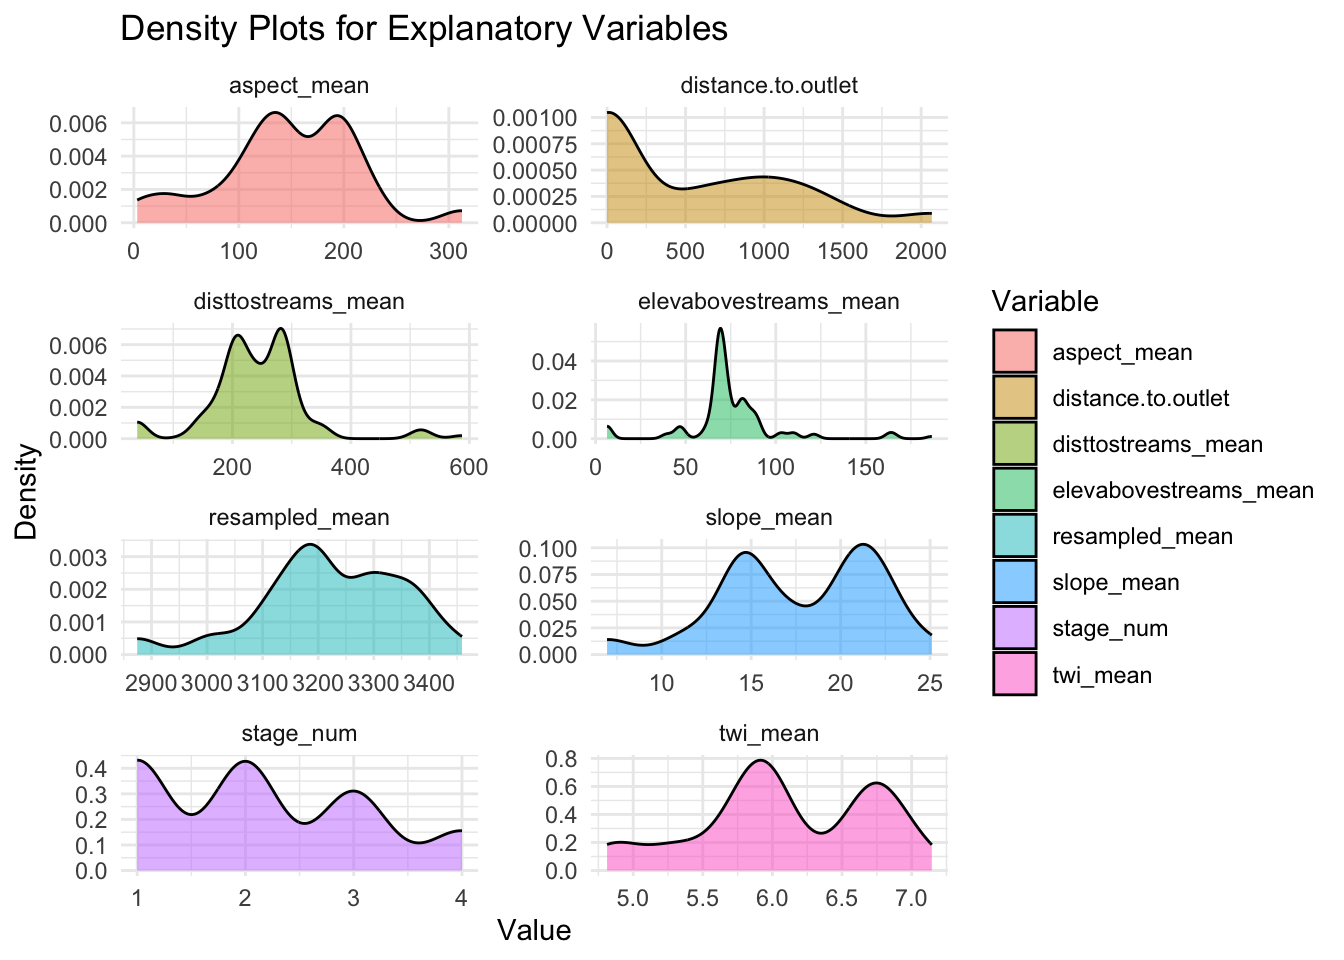 Density Plots for Explanatory Variables
aspect_mean
distance.to.outlet
0.006
0.004
0.002
0.000
0 100 200 300
0.00100
0.00075
0.00050
0.00025
0.00000
0 500 1000 1500 2000
disttostreams_mean
elevabovestreams_mean
0.006
0.004
0.002
0.000
200 400 600
0.04
0.02
0.00
0 50 100 150
resampled_mean
slope_mean
0.003
0.002
0.001
0.000
2900 3000 3100 3200 3300 3400
0.100
0.075
0.050
0.025
0.000
10 15 20 25
stage_num
twi_mean
0.4
0.3
0.2
0.1
0.0
1 2 3 4
0.8
0.6
0.4
0.2
0.0
5.0 5.5 6.0 6.5 7.0
Density
Value
Variable
aspect_mean
distance.to.outlet
disttostreams_mean
elevabovestreams_mean
resampled_mean
slope_mean
stage_num
twi_mean